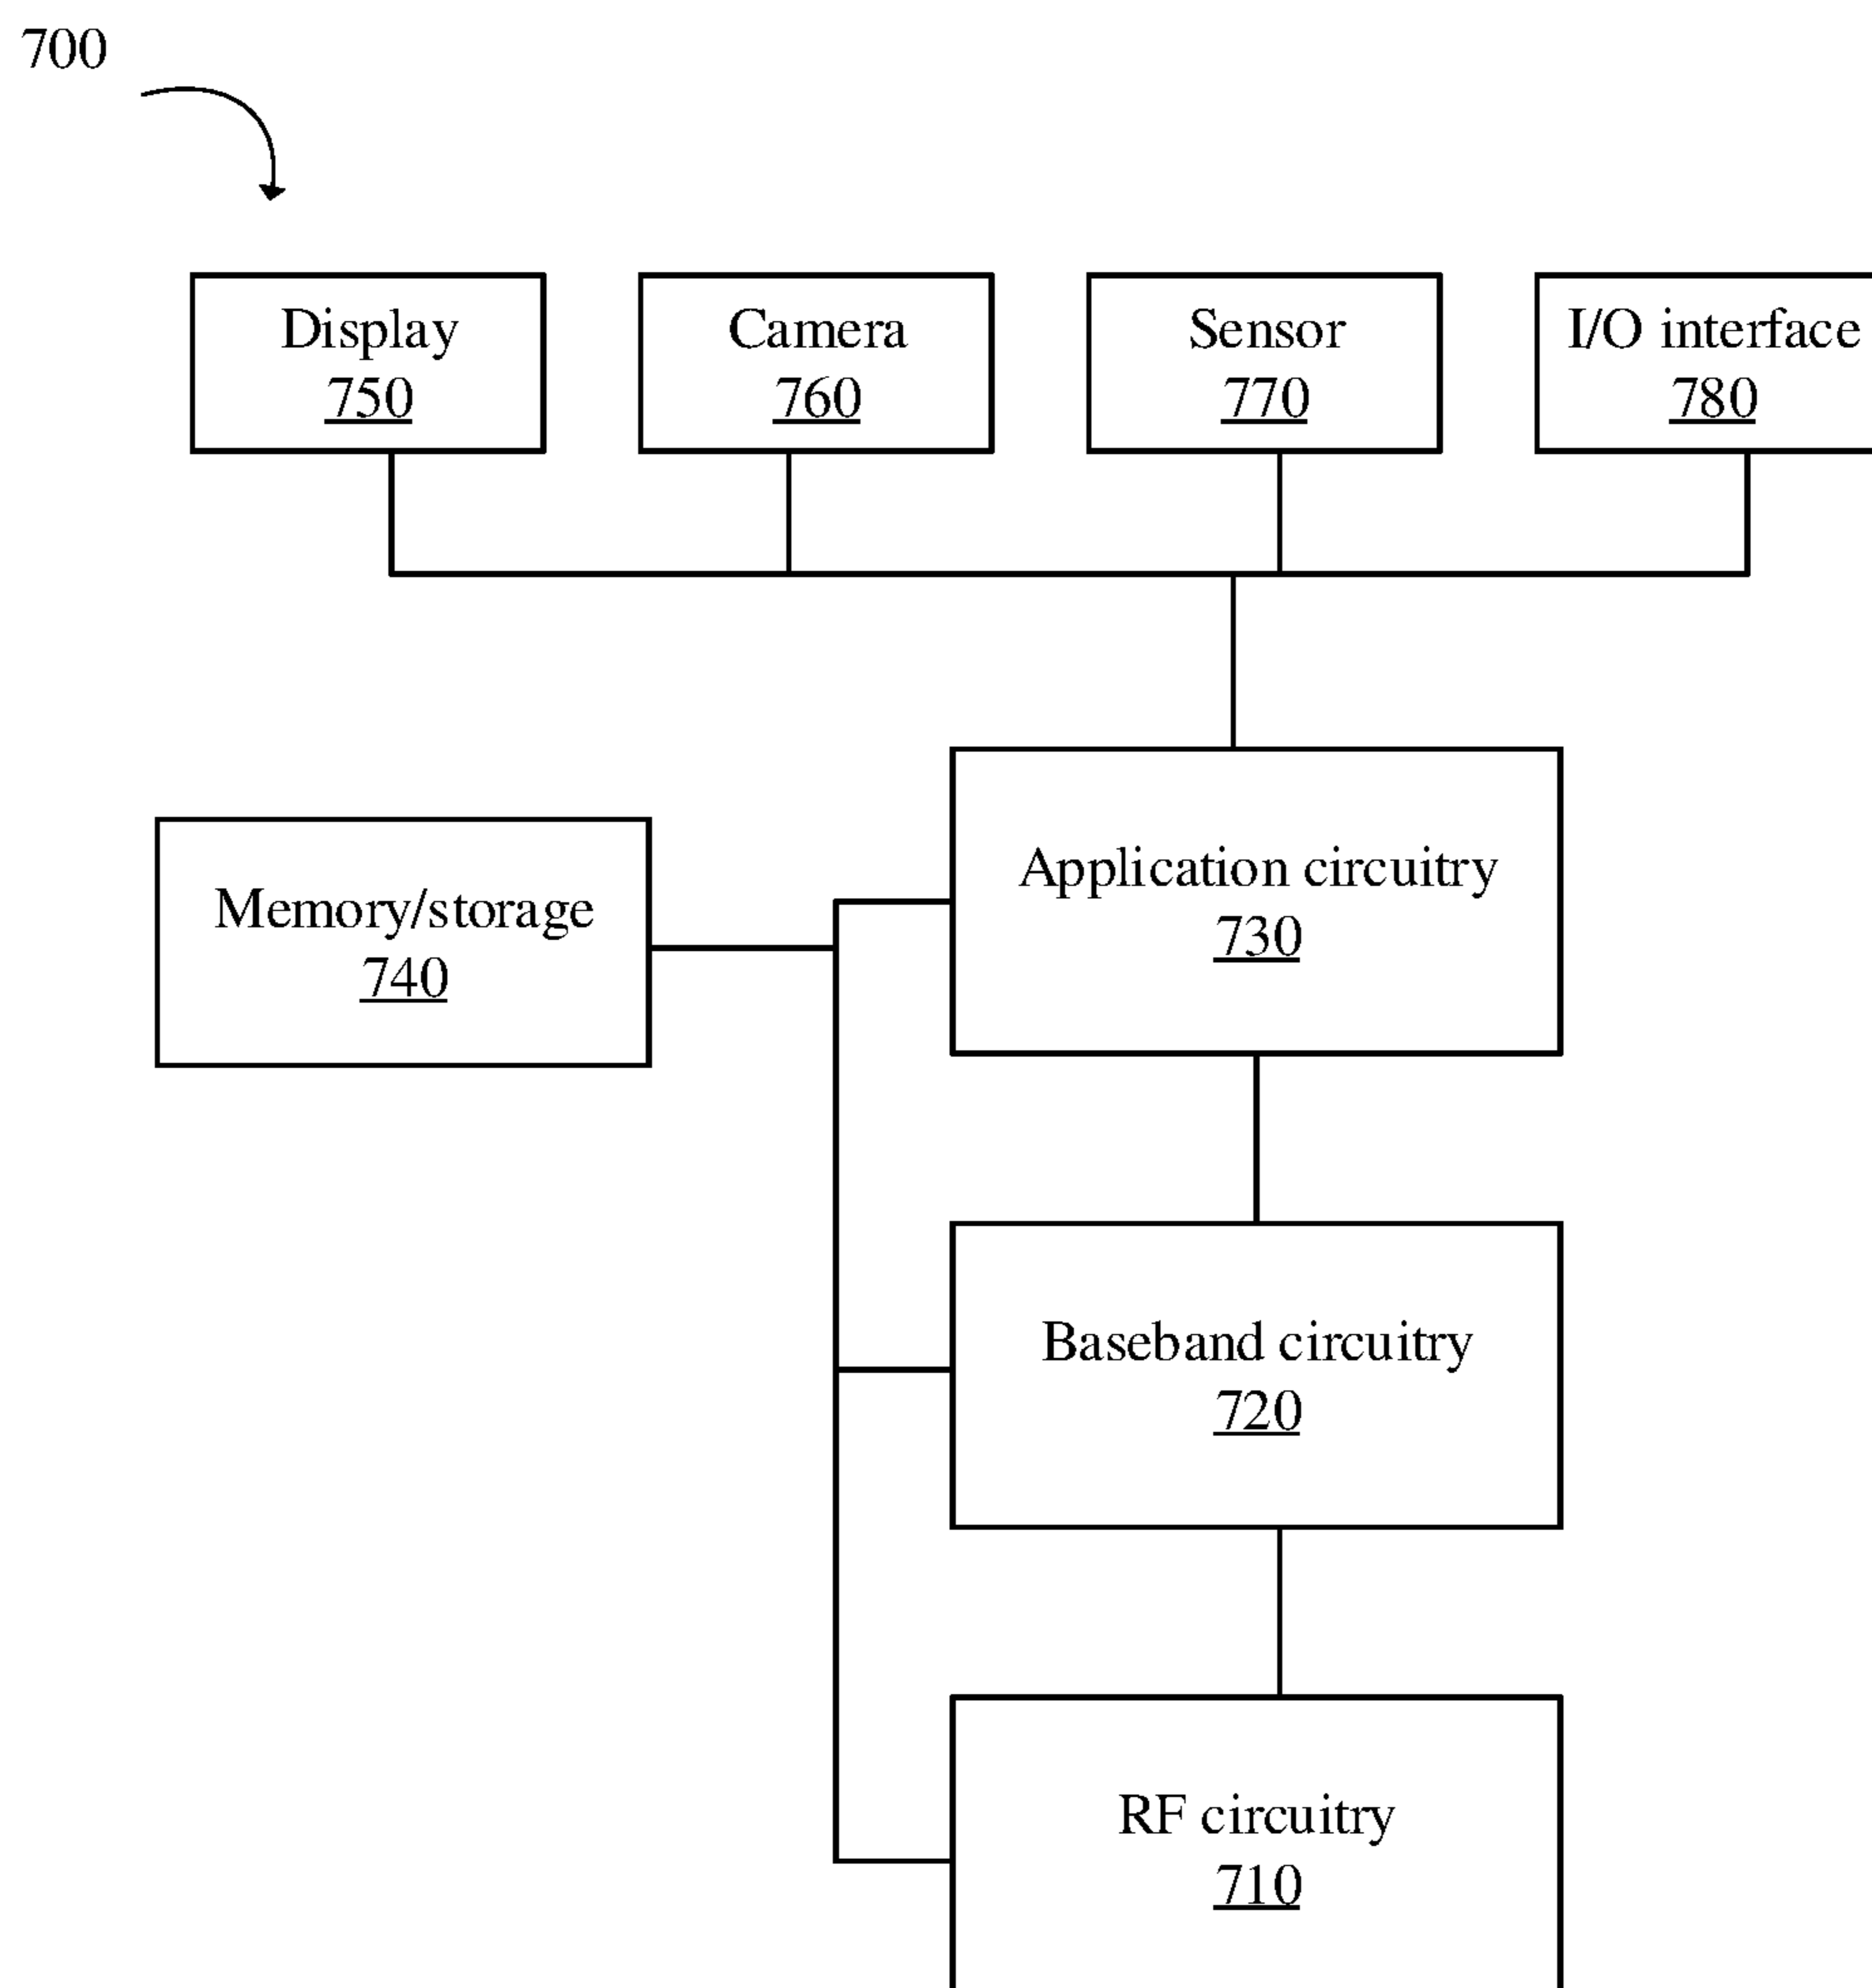 700
Display
750
Camera
760
Sensor
770
I/O interface
780
Application circuitry
730
Memory/storage
740
Baseband circuitry
720
RF circuitry
710